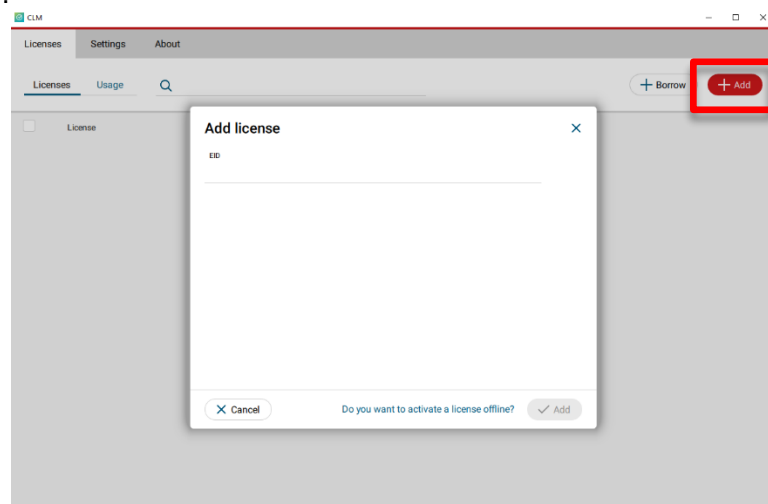 CLM
Licenses Settings About
Licenses Usage + Borrow + Add
License
Add license
EID
Cancel Do you want to activate a license offline? Add